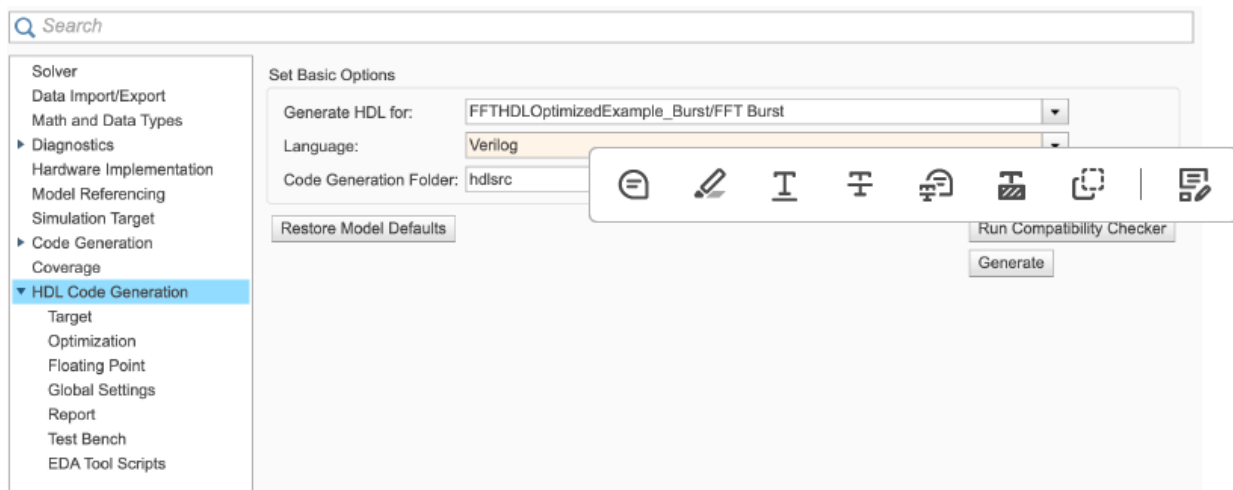 Search
Solver
Data Import/Export
Math and Data Types
Diagnostics
Hardware Implementation
Model Referencing
Simulation Target
Code Generation
Coverage
HDL Code Generation
Target
Optimization
Floating Point
Global Settings
Report
Test Bench
EDA Tool Scripts
Set Basic Options
Generate HDL for: FFTHDLOptimizedExample_Burst/FFT Burst
Language: Verilog
Code Generation Folder: hdlsrc
Restore Model Defaults
Run Compatibility Checker
Generate